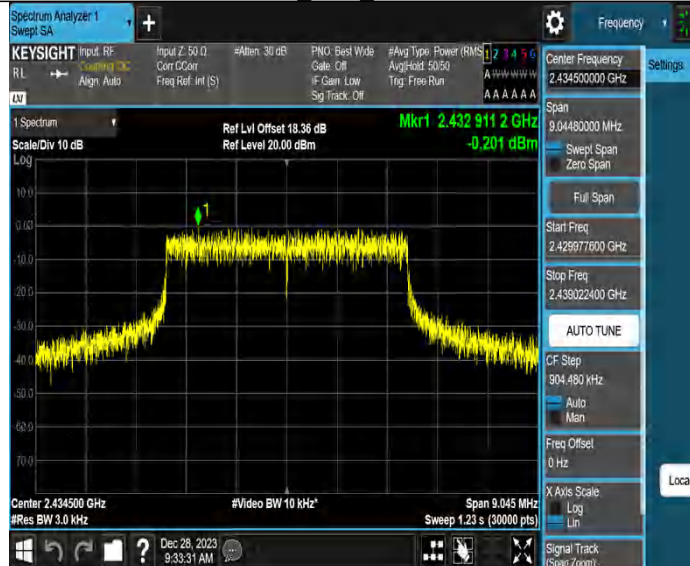 Spectrum Analyzer 1
Swept SA
+
Frequency
KEYSIGHT
RL
Input: RF
Coupling: DC
Align: Auto
Input Z: 50 Ω
Corr CCorr
Freq Ref: Int (S)
#Atten: 30 dB
PNO: Best Wide
Gate: Off
IF Gain: Low
Sig Track: Off
#Avg Type: Power (RMS
Avg|Hold: 50/50
Trig: Free Run
1 2 3 4 5 6
A W W W W W
A A A A A A
LXI
1 Spectrum
Scale/Div 10 dB
Log
Ref Lvl Offset 18.36 dB
Ref Level 20.00 dBm
Mkr1 2.432 911 2 GHz
-0.201 dBm
1
10.0
0.00
-10.0
-20.0
-30.0
-40.0
-50.0
-60.0
-70.0
Center 2.434500 GHz
#Res BW 3.0 kHz
#Video BW 10 kHz*
Span 9.045 MHz
Sweep 1.23 s (30000 pts)
?
Dec 28, 2023
9:33:31 AM
Center Frequency
2.434500000 GHz
Span
9.04480000 MHz
Swept Span
Zero Span
Full Span
Start Freq
2.429977600 GHz
Stop Freq
2.439022400 GHz
AUTO TUNE
CF Step
904.480 kHz
Auto
Man
Freq Offset
0 Hz
X Axis Scale
Log
Lin
Signal Track
(Span Zoom)
Settings
Loca